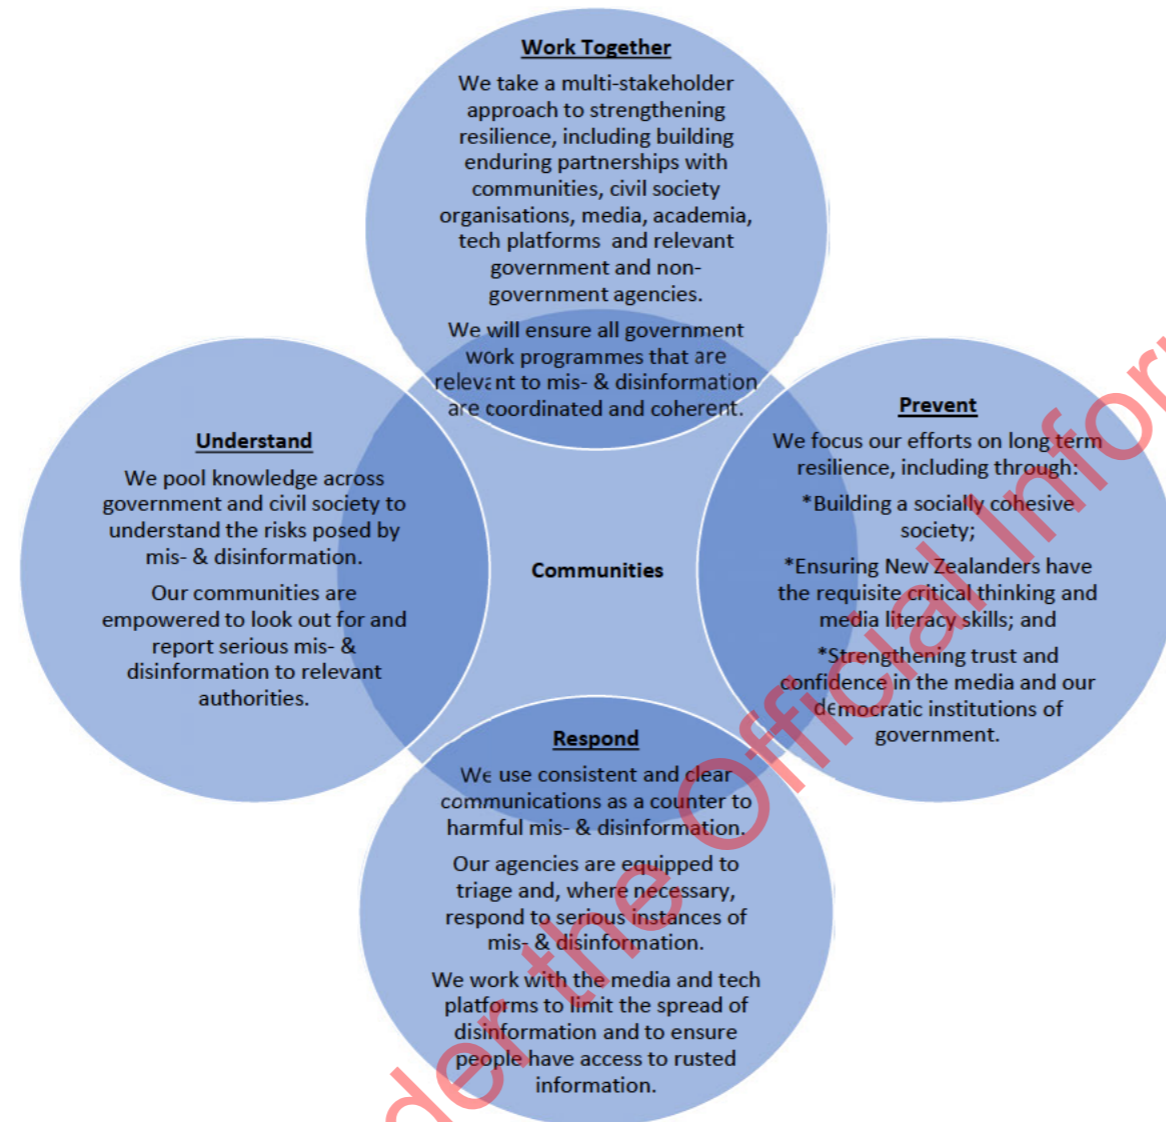 Work Together
We take a multi-stakeholder
approach to strengthening
resilience, including building
enduring partnerships with
communities, civil society
organisations, media, academia,
tech platforms and relevant
government and non-
government agencies.
We will ensure all government
work programmes that are
relevant to mis- & disinformation
are coordinated and coherent.
Understand
We pool knowledge across
government and civil society to
understand the risks posed by
mis- & disinformation.
Our communities are
empowered to look out for and
report serious mis- &
disinformation to relevant
authorities.
Communities
Prevent
We focus our efforts on long term
resilience, including through:
*Building a socially cohesive
society;
*Ensuring New Zealanders have
the requisite critical thinking and
media literacy skills; and
*Strengthening trust and
confidence in the media and our
democratic institutions of
government.
Respond
We use consistent and clear
communications as a counter to
harmful mis- & disinformation.
Our agencies are equipped to
triage and, where necessary,
respond to serious instances of
mis- & disinformation.
We work with the media and tech
platforms to limit the spread of
disinformation and to ensure
people have access to rusted
information.
the Official